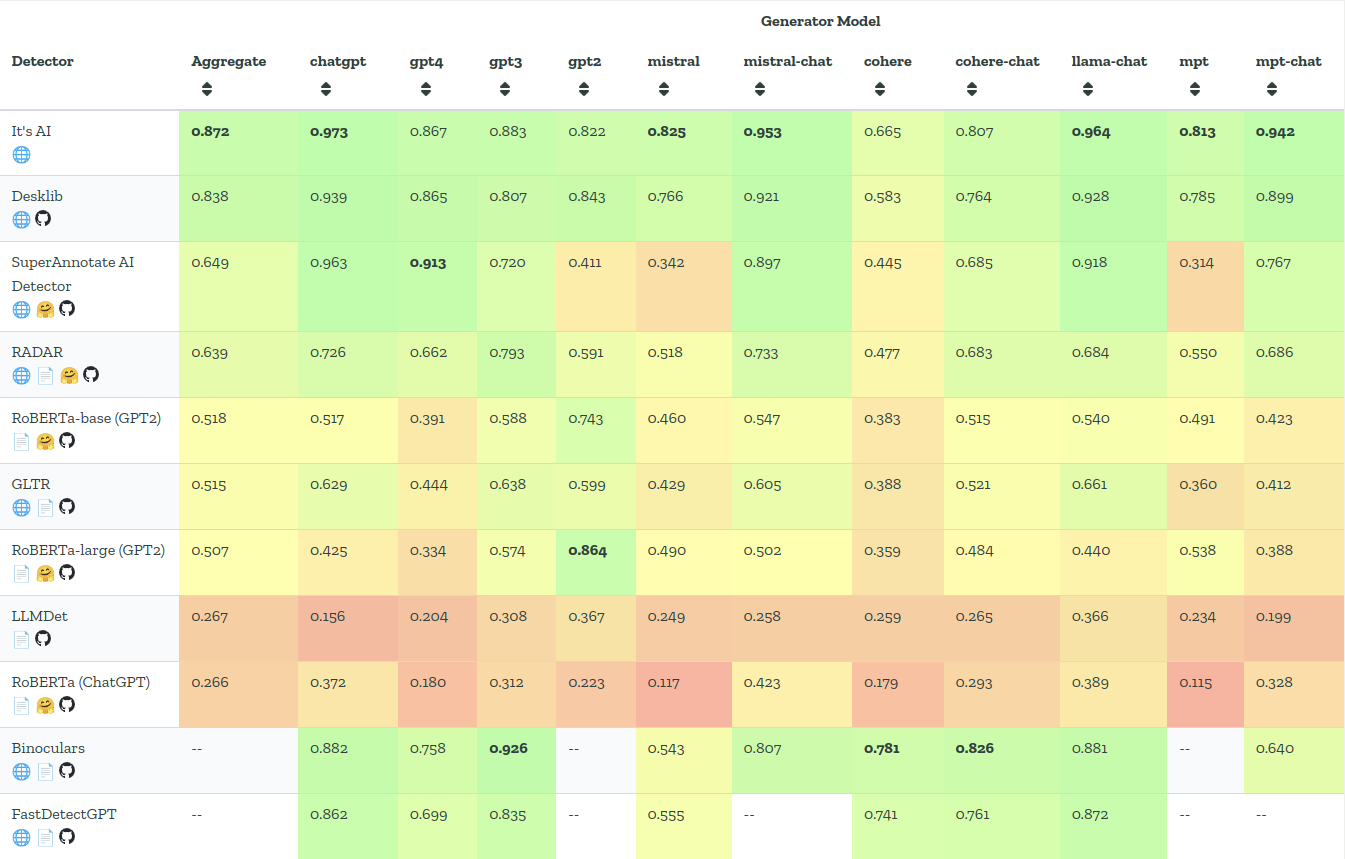 Generator Model
Detector Aggregate chatgpt gpt4 gpt3 gpt2 mistral mistral-chat cohere cohere-chat llama-chat mpt mpt-chat
It's AI 0.872 0.973 0.867 0.883 0.822 0.825 0.953 0.665 0.807 0.964 0.813 0.942
Desklib 0.838 0.939 0.865 0.807 0.843 0.766 0.921 0.583 0.764 0.928 0.785 0.899
SuperAnnotate AI 0.649 0.963 0.913 0.720 0.411 0.342 0.897 0.445 0.685 0.918 0.314 0.767
Detector
RADAR 0.639 0.726 0.662 0.793 0.591 0.518 0.733 0.477 0.683 0.684 0.550 0.686
RoBERTa-base (GPT2) 0.518 0.517 0.391 0.588 0.743 0.460 0.547 0.383 0.515 0.540 0.491 0.423
GLTR 0.515 0.629 0.444 0.638 0.599 0.429 0.605 0.388 0.521 0.661 0.360 0.412
RoBERTa-large (GPT2) 0.507 0.425 0.334 0.574 0.864 0.490 0.502 0.359 0.484 0.440 0.538 0.388
LLMDet 0.267 0.156 0.204 0.308 0.367 0.249 0.258 0.259 0.265 0.366 0.234 0.199
RoBERTa (ChatGPT) 0.266 0.372 0.180 0.312 0.223 0.117 0.423 0.179 0.293 0.389 0.115 0.328
Binoculars -- 0.882 0.758 0.926 -- 0.543 0.807 0.781 0.826 0.881 -- 0.640
FastDetectGPT -- 0.862 0.699 0.835 -- 0.555 -- 0.741 0.761 0.872 -- --